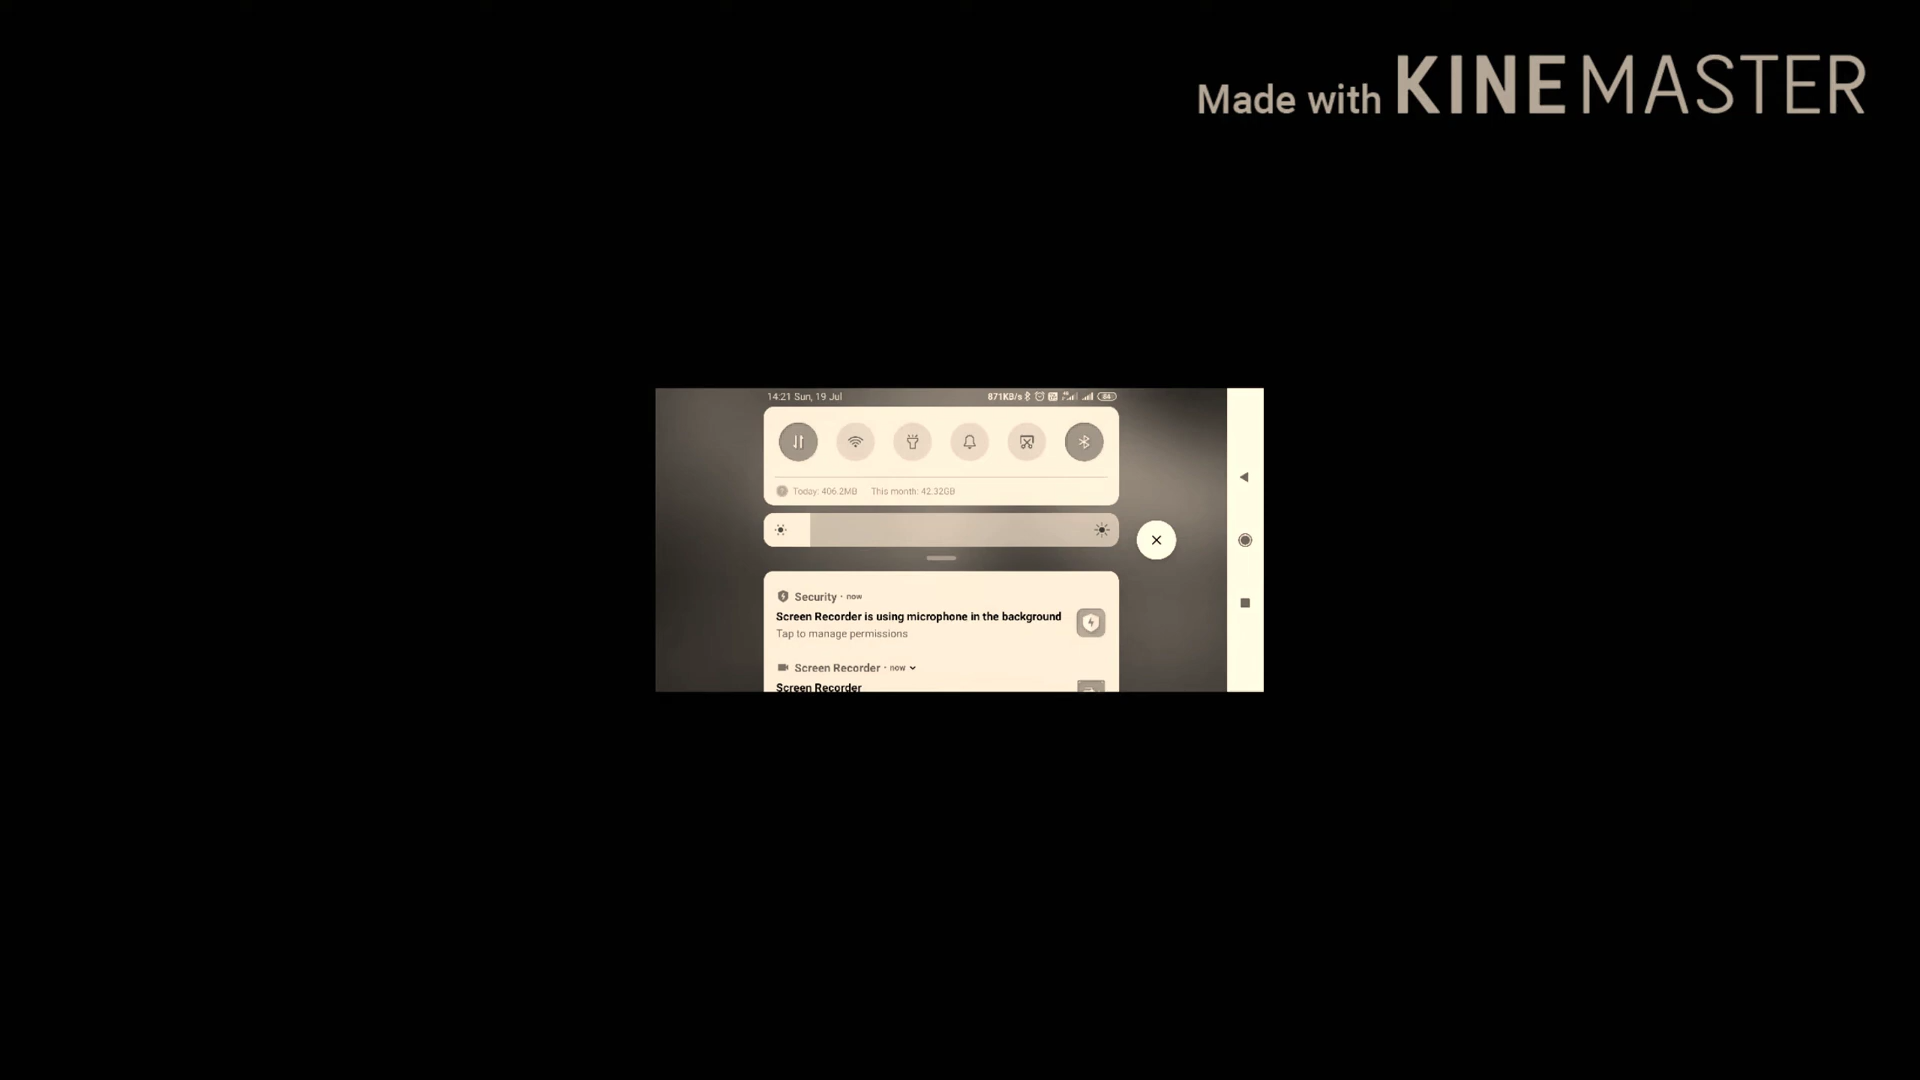 Made with KINEMASTER
14:21 Sun, 19 Jul
871KB/s
84
Today: 406.2MB This month: 42.32GB
Security · now
Screen Recorder is using microphone in the background
Tap to manage permissions
Screen Recorder · now
Screen Recorder